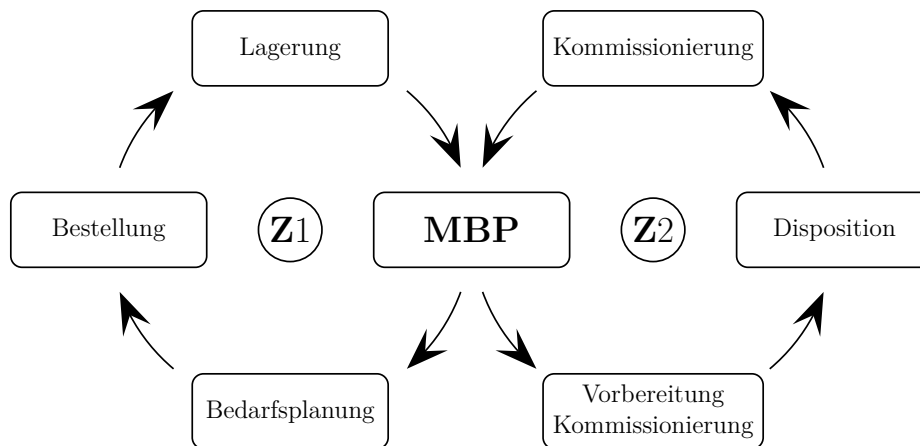 Lagerung
Kommissionierung
Bestellung
Z1
MBP
Z2
Disposition
Bedarfsplanung
Vorbereitung
Kommissionierung